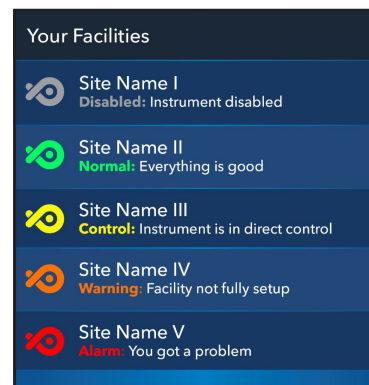 Your Facilities
Site Name I
Disabled: Instrument disabled
Site Name II
Normal: Everything is good
Site Name III
Control: Instrument is in direct control
Site Name IV
Warning: Facility not fully setup
Site Name V
Alarm: You got a problem